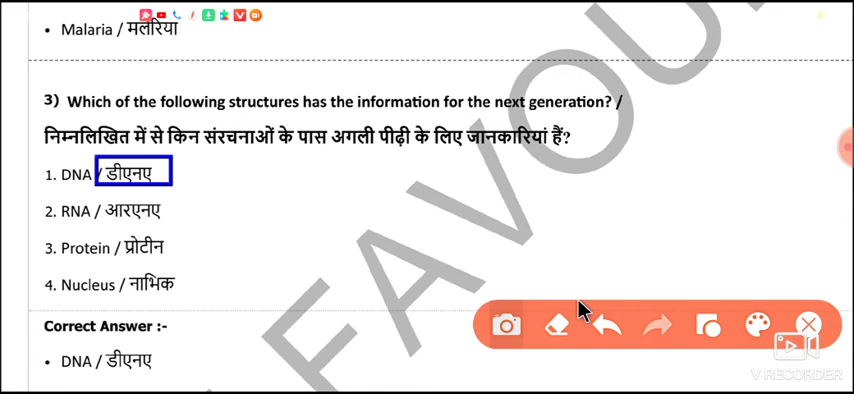 • Malaria / मलेरिया
3) Which of the following structures has the information for the next generation? /
निम्नलिखित में से किन संरचनाओं के पास अगली पीढ़ी के लिए जानकारियां हैं?
1. DNA / डीएनए
2. RNA / आरएनए
3. Protein / प्रोटीन
4. Nucleus / नाभिक
Correct Answer :-
• DNA / डीएनए
FAVOU
V RECORDER